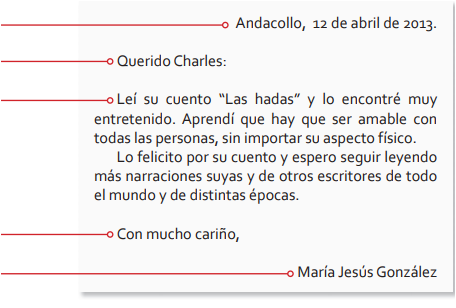 Andacollo, 12 de abril de 2013.
Querido Charles:
Leí su cuento “Las hadas” y lo encontré muy
entretenido. Aprendí que hay que ser amable con
todas las personas, sin importar su aspecto físico.
Lo felicito por su cuento y espero seguir leyendo
más narraciones suyas y de otros escritores de todo
el mundo y de distintas épocas.
Con mucho cariño,
María Jesús González